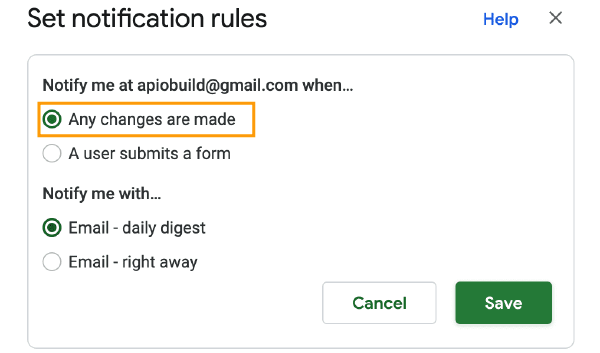 Set notification rules Help
Notify me at apiobuild@gmail.com when...
Any changes are made
A user submits a form
Notify me with...
Email - daily digest
Email - right away
Cancel Save